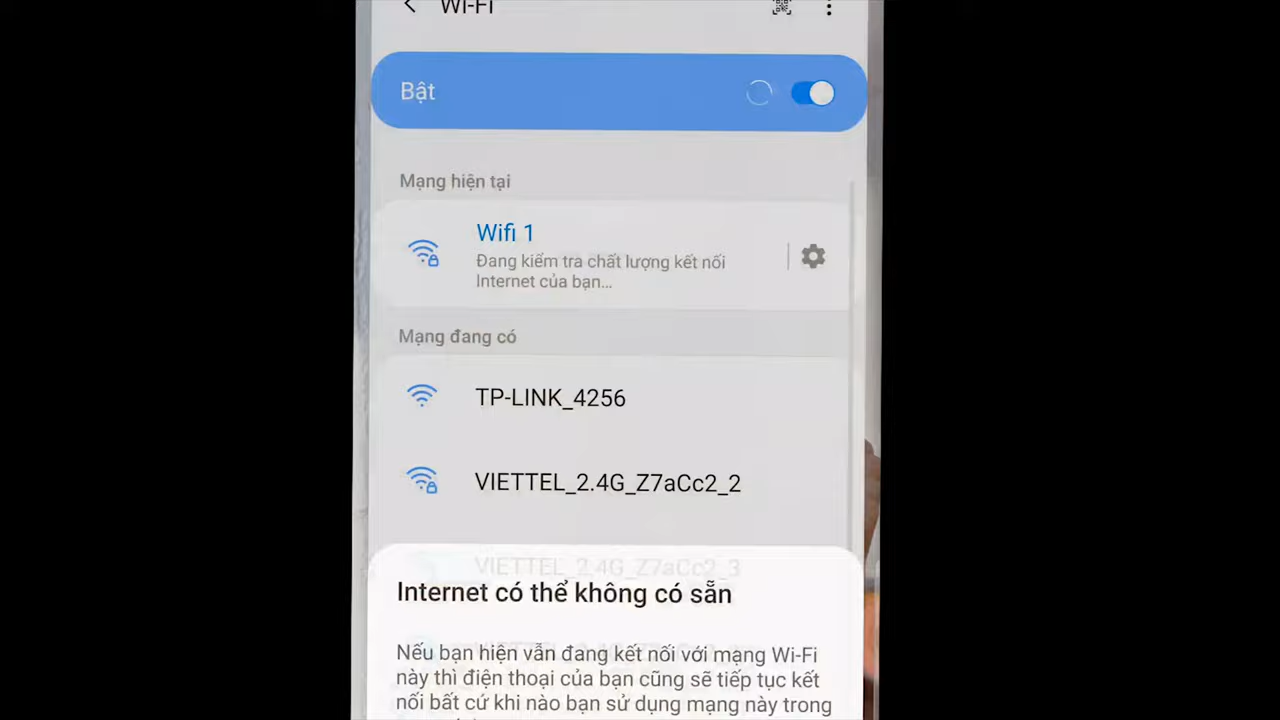 Wi-Fi
Bật
Mạng hiện tại
Wifi 1
Đang kiểm tra chất lượng kết nối
Internet của bạn...
Mạng đang có
TP-LINK_4256
VIETTEL_2.4G_Z7aCc2_2
VIETTEL_2.4G_Z7aCc2_3
Internet có thể không có sẵn
Nếu bạn hiện vẫn đang kết nối với mạng Wi-Fi
này thì điện thoại của bạn cũng sẽ tiếp tục kết
nối bất cứ khi nào bạn sử dụng mạng này trong